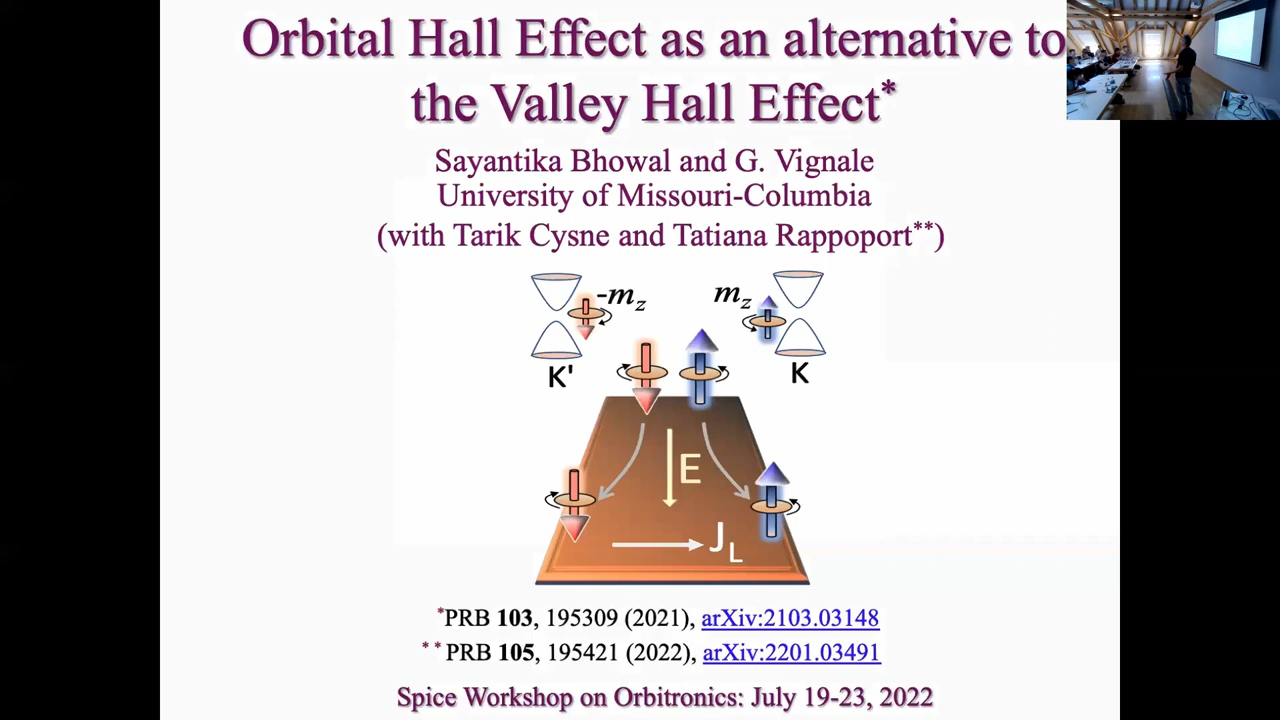 Orbital Hall Effect as an alternative to
the Valley Hall Effect*
Sayantika Bhowal and G. Vignale
University of Missouri-Columbia
(with Tarik Cysne and Tatiana Rappoport**)
-mz
mz
K'
K
E
JL
*PRB 103, 195309 (2021), arXiv:2103.03148
**PRB 105, 195421 (2022), arXiv:2201.03491
Spice Workshop on Orbitronics: July 19-23, 2022